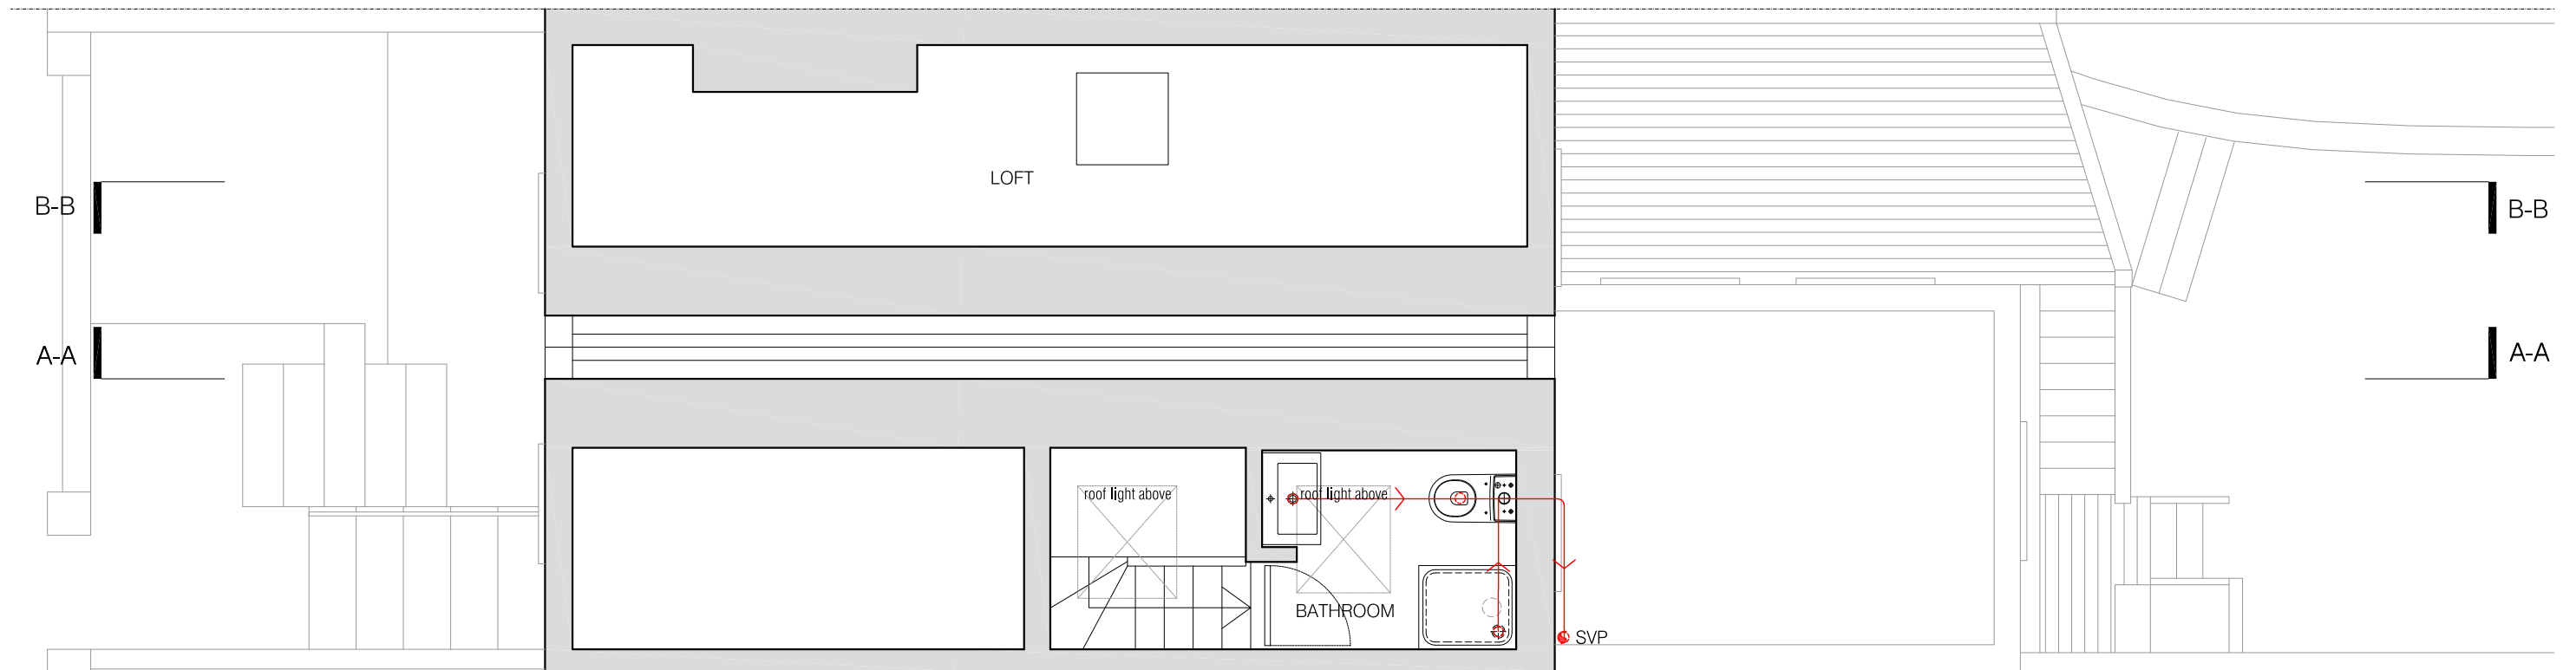 LOFT
B-B
B-B
A-A
A-A
roof light above
roof light above
BATHROOM
SVP